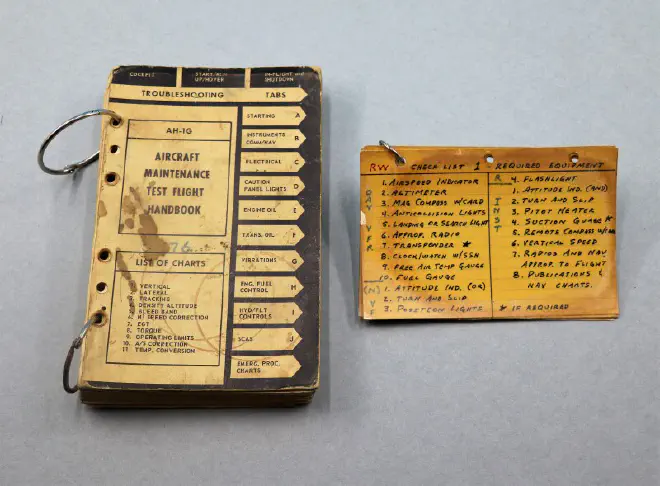 COCKPIT
START/RUN UP/HOVER
IN-FLIGHT AND SHUTDOWN
TROUBLESHOOTING
TABS
AH-1G
AIRCRAFT
MAINTENANCE
TEST FLIGHT
HANDBOOK
LIST OF CHARTS
1. VERTICAL
2. LATERAL
3. TRACKING
4. DENSITY ALTITUDE
5. BLEED BAND
6. N1 SPEED CORRECTION
7. EGT
8. TORQUE
9. OPERATING LIMITS
10. A/S CORRECTION
11. TEMP. CONVERSION
STARTING A
INSTRUMENTS
COMM/NAV B
ELECTRICAL C
CAUTION
PANEL LIGHTS D
ENGINE OIL E
TRANS. OIL F
VIBRATIONS G
ENG. FUEL
CONTROL H
HYD/FLT
CONTROLS I
SCAS J
EMERG. PROC.
CHARTS
RW CHECK LIST 1 - REQUIRED EQUIPMENT
DAY VFR
1. AIRSPEED INDICATOR
2. ALTIMETER
3. MAG COMPASS W/CARD
4. ANTICOLLISION LIGHTS
5. LANDING OR SEARCH LIGHT
6. APPROP. RADIO
7. TRANSPONDER ★
8. CLOCK/WATCH W/SSN
9. FREE AIR TEMP GAUGE
10. FUEL GAUGE
1. ATTITUDE IND. (OR)
2. TURN AND SLIP
3. POSITION LIGHTS
4. FLASHLIGHT
INST
1. ATTITUDE IND. (AND)
2. TURN AND SLIP
3. PITOT HEATER
4. SUCTION GUAGE ★
5. REMOTE COMPASS
6. VERTICAL SPEED
7. RADIOS AND NAV
APPROP. TO FLIGHT
8. PUBLICATIONS &
NAV CHARTS.
★ IF REQUIRED